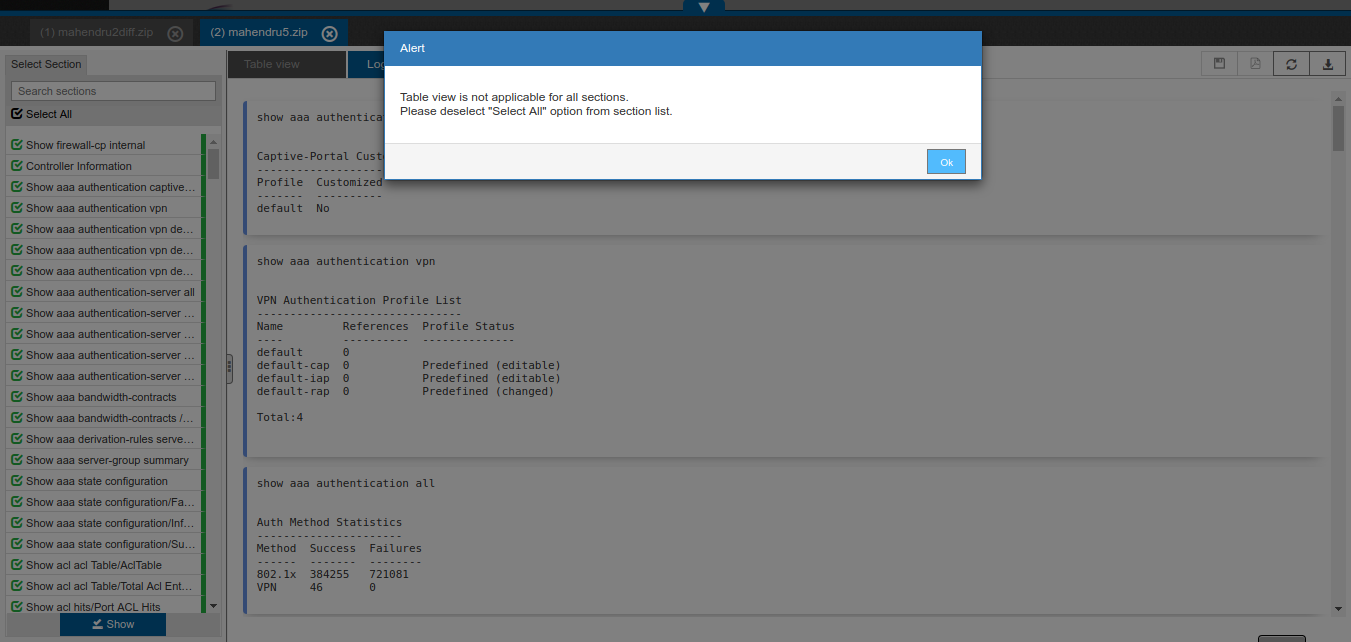 (1) mahendru2diff.zip
(2) mahendru5.zip
Alert
Table view is not applicable for all sections.
Please deselect "Select All" option from section list.
Ok
Select Section
Search sections
Select All
Show firewall-cp internal
Controller Information
Show aaa authentication captive...
Show aaa authentication vpn
Show aaa authentication vpn de...
Show aaa authentication vpn de...
Show aaa authentication vpn de...
Show aaa authentication-server all
Show aaa authentication-server ...
Show aaa authentication-server ...
Show aaa authentication-server ...
Show aaa authentication-server ...
Show aaa bandwidth-contracts
Show aaa bandwidth-contracts /...
Show aaa derivation-rules serve...
Show aaa server-group summary
Show aaa state configuration
Show aaa state configuration/Fa...
Show aaa state configuration/Inf...
Show aaa state configuration/Su...
Show acl acl Table/AclTable
Show acl acl Table/Total Acl Ent...
Show acl hits/Port ACL Hits
Show
Table view
Log
show aaa authenticat
Captive-Portal Cust
-------------------
Profile  Customized
-------  ----------
default  No
show aaa authentication vpn
VPN Authentication Profile List
-------------------------------
Name         References  Profile Status
----         ----------  --------------
default      0
default-cap  0           Predefined (editable)
default-iap  0           Predefined (editable)
default-rap  0           Predefined (changed)
Total:4
show aaa authentication all
Auth Method Statistics
----------------------
Method  Success  Failures
------  -------  --------
802.1x  384255   721081
VPN     46       0